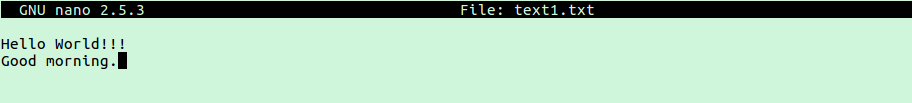 GNU nano 2.5.3 File: text1.txt
Hello World!!!
Good morning.